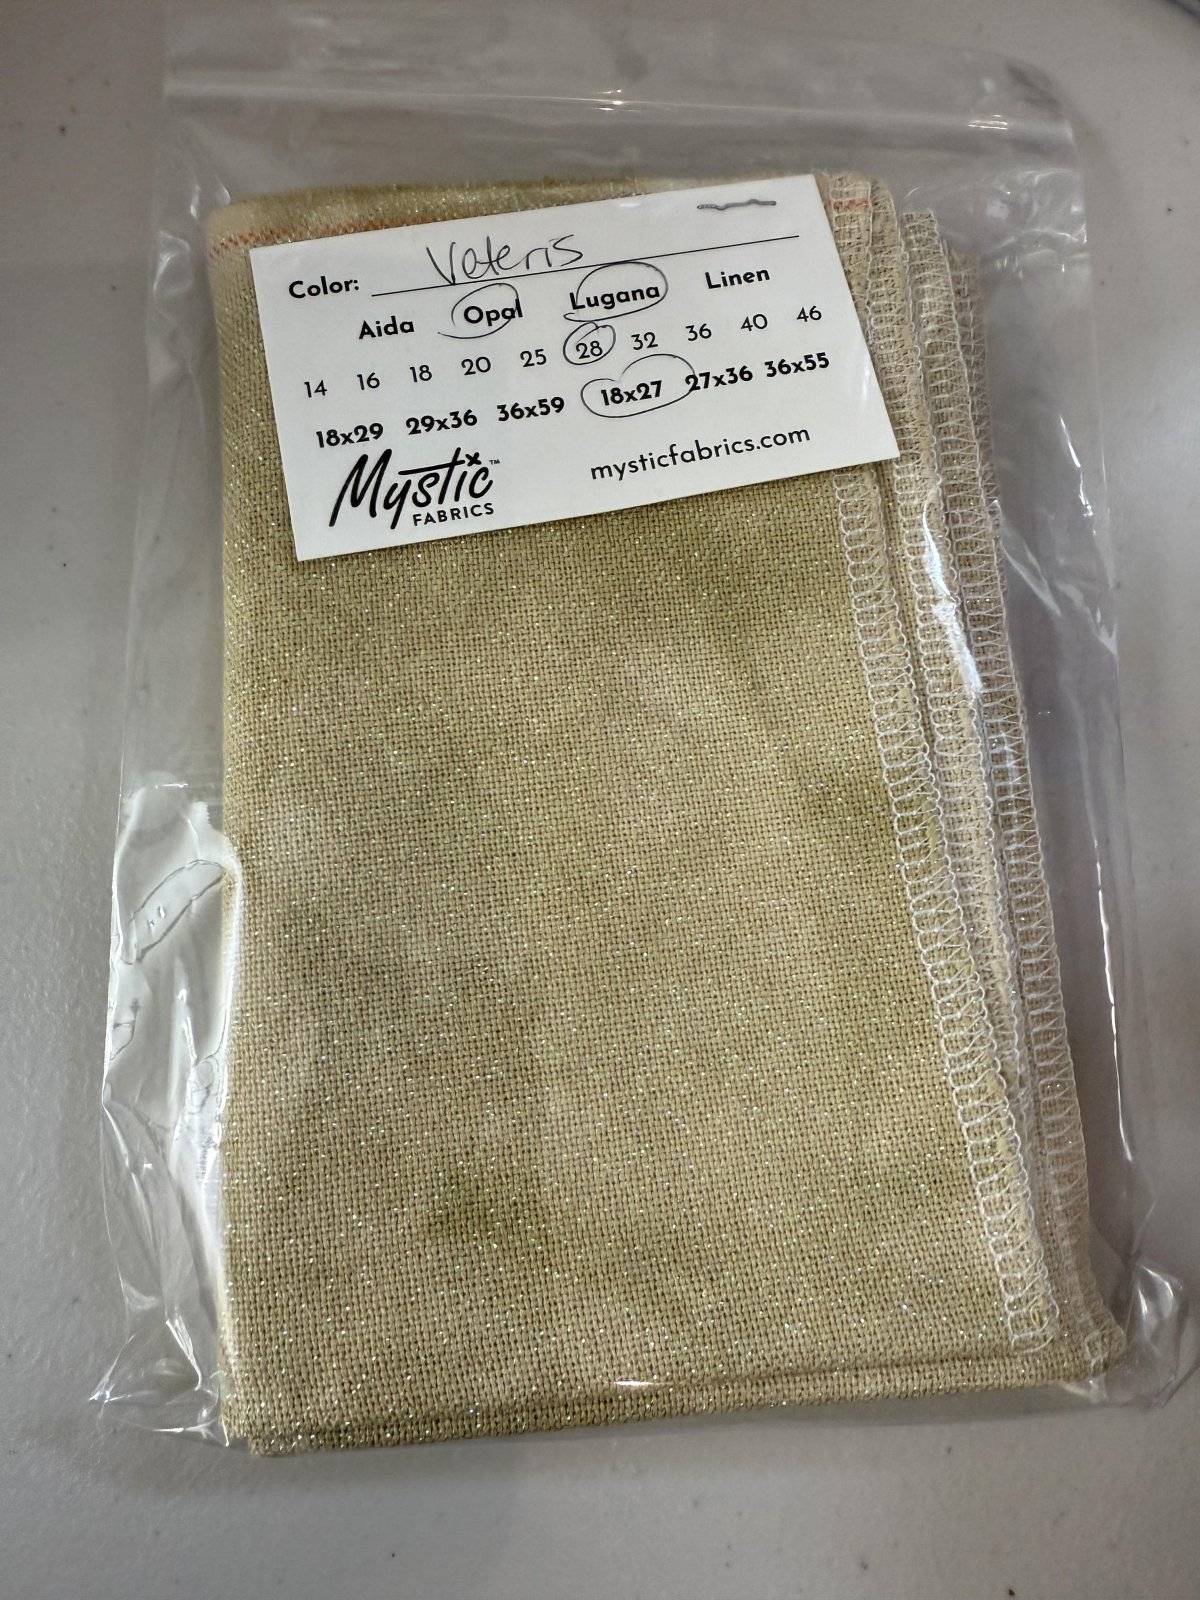 Color: Veteris
Aida Opal Lugana Linen
14 16 18 20 25 28 32 36 40 46
18x29 29x36 36x59 18x27 27x36 36x55
Mystic™ mysticfabrics.com
FABRICS